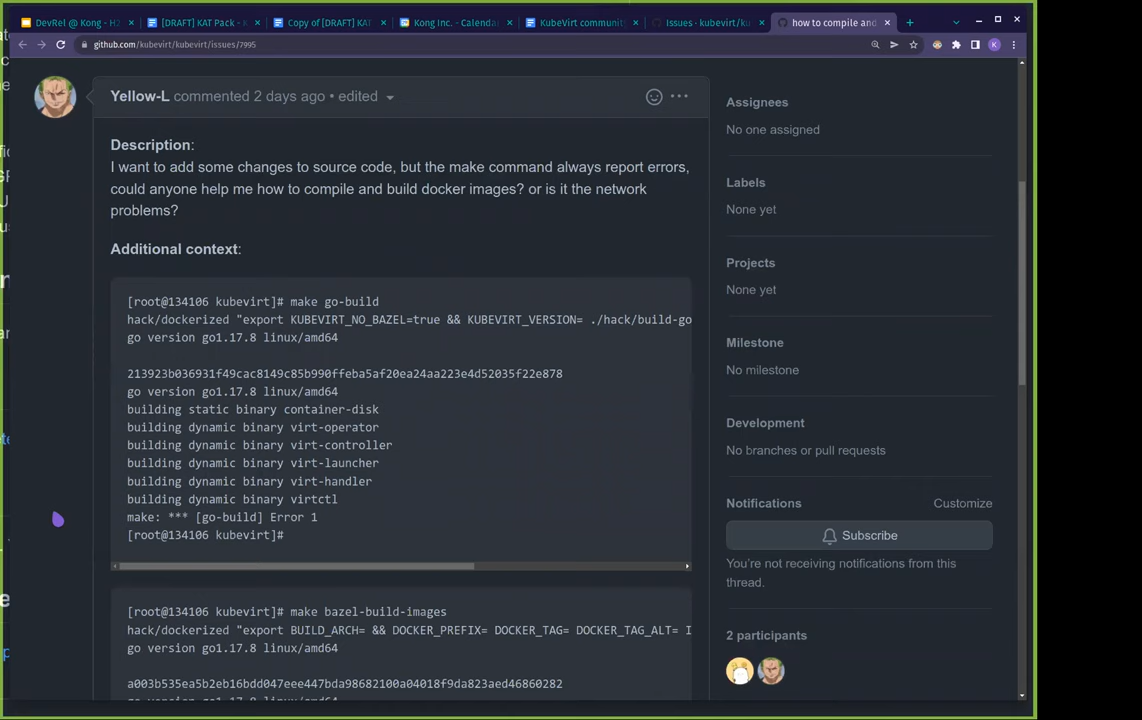 DevRel @ Kong - H2
[DRAFT] KAT Pack - K
Copy of [DRAFT] KAT
Kong Inc. - Calenda
KubeVirt communit
Issues · kubevirt/ku
how to compile and
github.com/kubevirt/kubevirt/issues/7995
Yellow-L commented 2 days ago • edited
Description:
I want to add some changes to source code, but the make command always report errors,
could anyone help me how to compile and build docker images? or is it the network
problems?
Additional context:
[root@134106 kubevirt]# make go-build
hack/dockerized "export KUBEVIRT_NO_BAZEL=true && KUBEVIRT_VERSION= ./hack/build-go
go version go1.17.8 linux/amd64
213923b036931f49cac8149c85b990ffeba5af20ea24aa223e4d52035f22e878
go version go1.17.8 linux/amd64
building static binary container-disk
building dynamic binary virt-operator
building dynamic binary virt-controller
building dynamic binary virt-launcher
building dynamic binary virt-handler
building dynamic binary virtctl
make: *** [go-build] Error 1
[root@134106 kubevirt]#
[root@134106 kubevirt]# make bazel-build-images
hack/dockerized "export BUILD_ARCH= && DOCKER_PREFIX= DOCKER_TAG= DOCKER_TAG_ALT= I
go version go1.17.8 linux/amd64
a003b535ea5b2eb16bdd047eee447bda98682100a04018f9da823aed46860282
Assignees
No one assigned
Labels
None yet
Projects
None yet
Milestone
No milestone
Development
No branches or pull requests
Notifications
Customize
Subscribe
You're not receiving notifications from this
thread.
2 participants